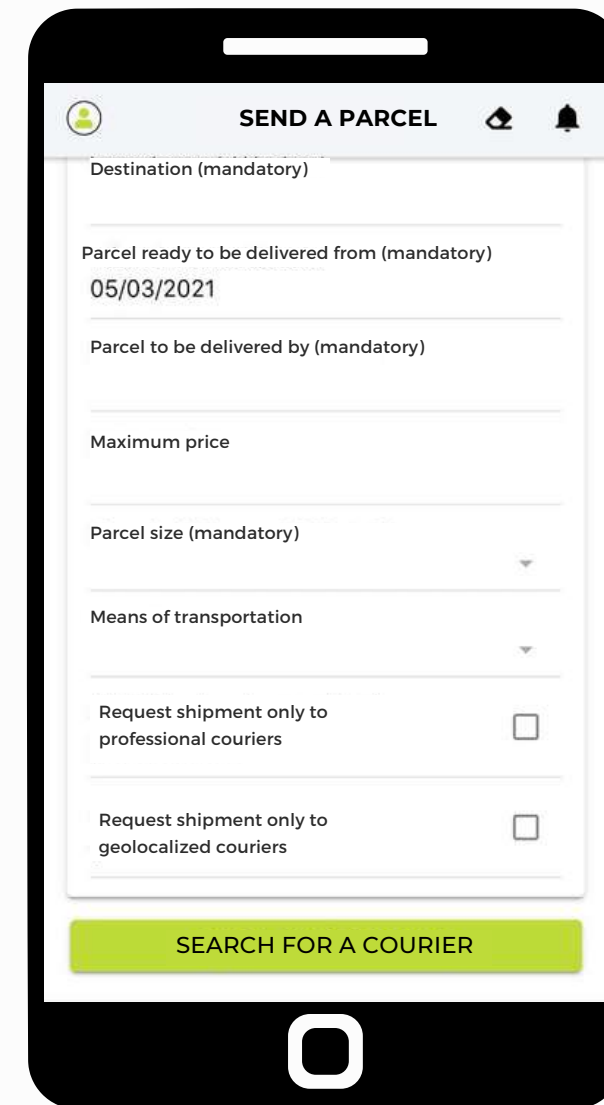 SEND A PARCEL
Destination (mandatory)
Parcel ready to be delivered from (mandatory)
05/03/2021
Parcel to be delivered by (mandatory)
Maximum price
Parcel size (mandatory)
Means of transportation
Request shipment only to
professional couriers
Request shipment only to
geolocalized couriers
SEARCH FOR A COURIER